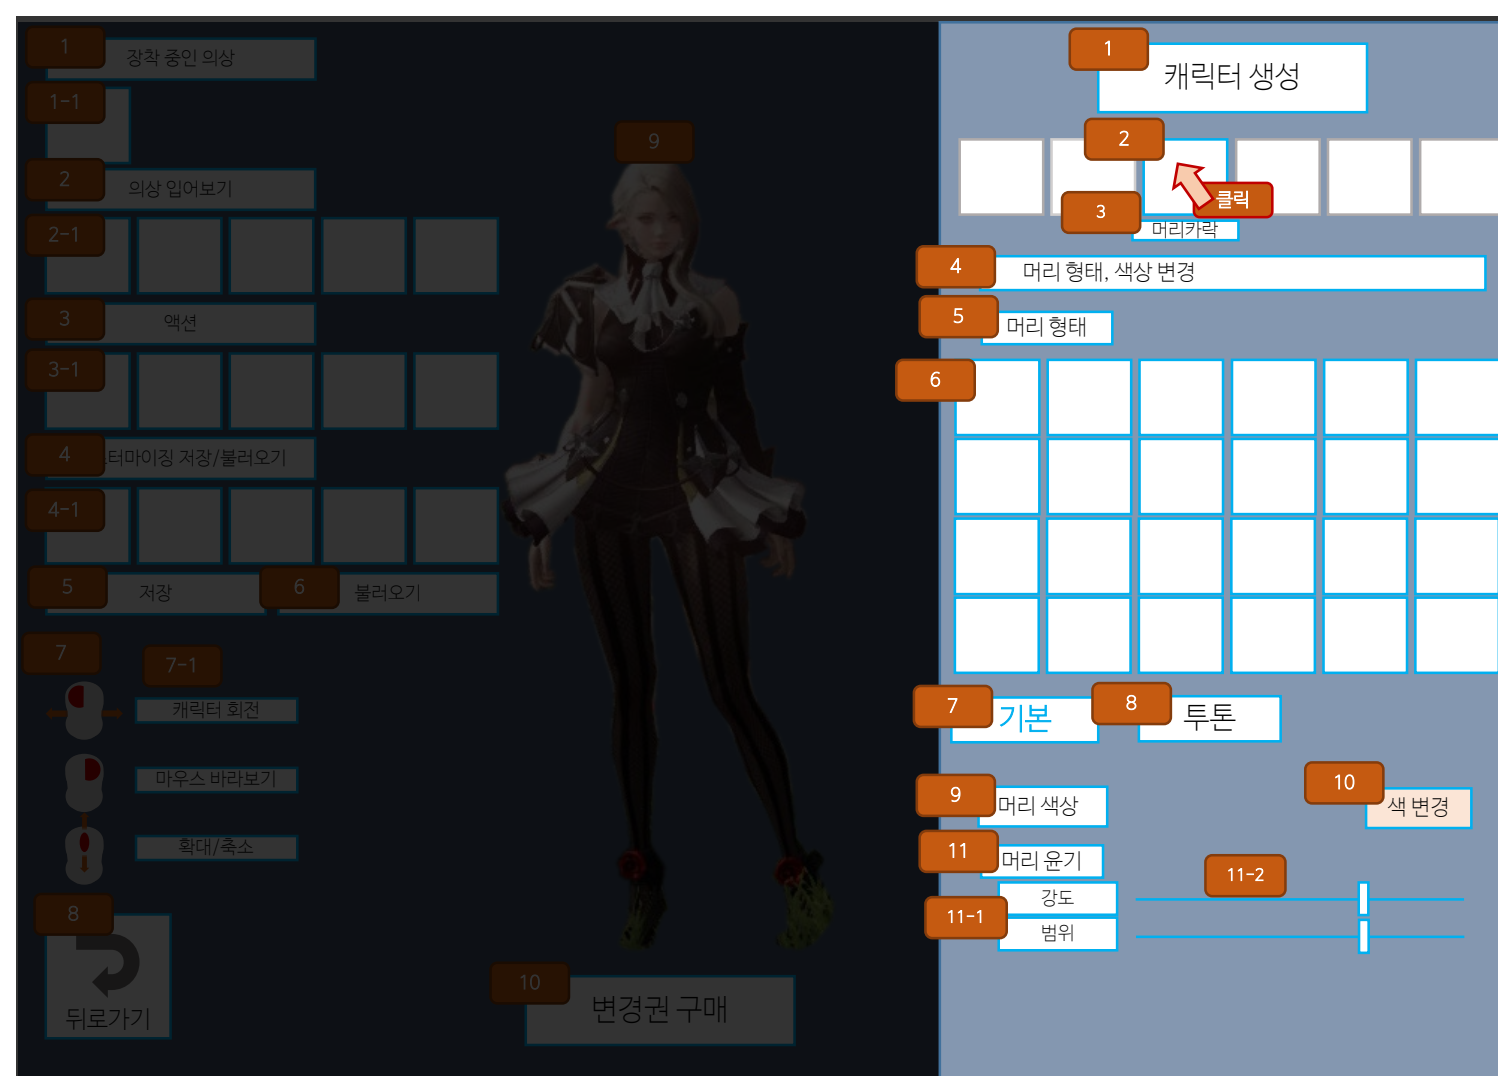 1
장착 중인 의상
1-1
2
의상 입어보기
2-1
3
액션
3-1
4
터마이징 저장/불러오기
4-1
5
저장
6
불러오기
7
7-1
캐릭터 회전
마우스 바라보기
확대/축소
8
뒤로가기
9
10
변경권 구매
1
캐릭터 생성
2
클릭
3
머리카락
4
머리 형태, 색상 변경
5
머리 형태
6
7
기본
8
투톤
9
머리 색상
10
색 변경
11
머리 윤기
11-1
강도
범위
11-2